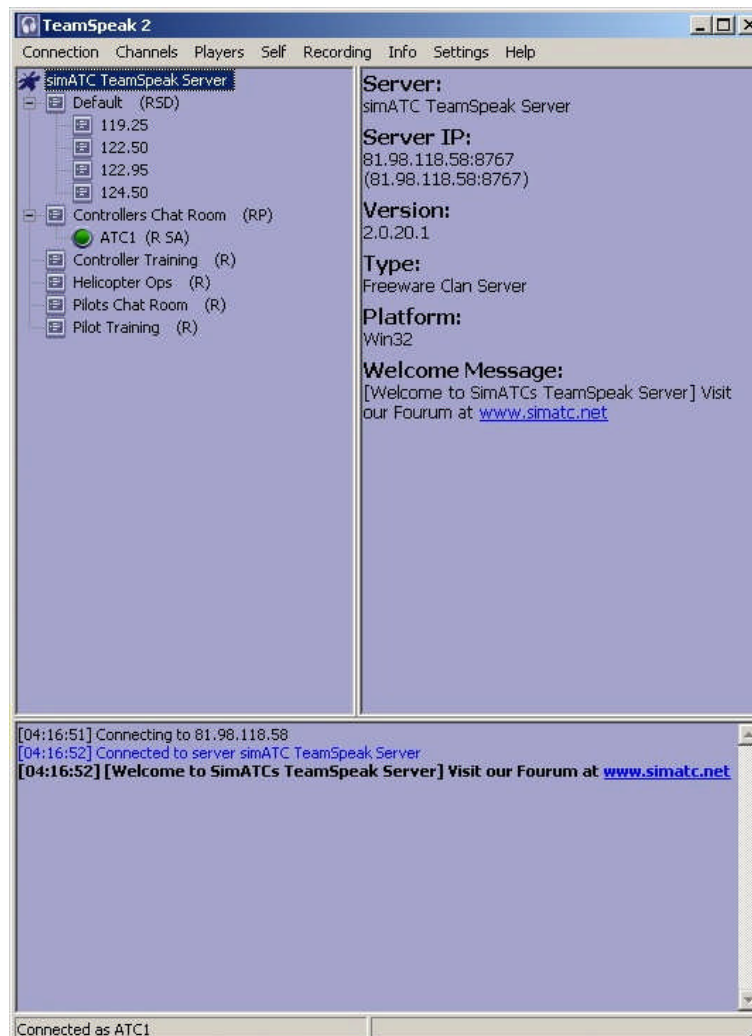 TeamSpeak 2
Connection Channels Players Self Recording Info Settings Help
simATC TeamSpeak Server
Default (RSD)
119.25
122.50
122.95
124.50
Controllers Chat Room (RP)
ATC1 (R SA)
Controller Training (R)
Helicopter Ops (R)
Pilots Chat Room (R)
Pilot Training (R)
Server:
simATC TeamSpeak Server
Server IP:
81.98.118.58:8767
(81.98.118.58:8767)
Version:
2.0.20.1
Type:
Freeware Clan Server
Platform:
Win32
Welcome Message:
[Welcome to SimATCs TeamSpeak Server] Visit
our Fourum at www.simatc.net
[04:16:51] Connecting to 81.98.118.58
[04:16:52] Connected to server simATC TeamSpeak Server
[04:16:52] [Welcome to SimATCs TeamSpeak Server] Visit our Fourum at www.simatc.net
Connected as ATC1